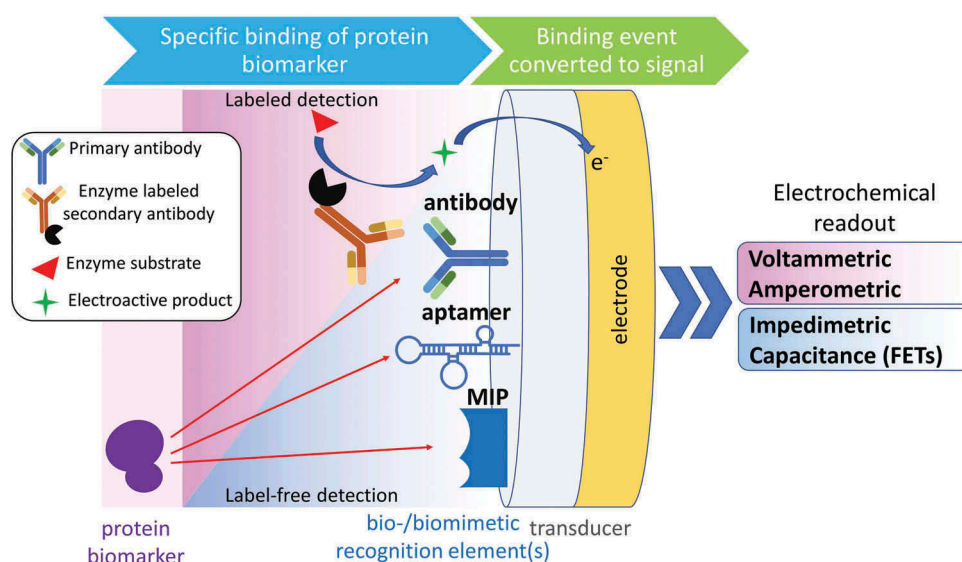 Specific binding of protein
biomarker
Binding event
converted to signal
Labeled detection
Primary antibody
Enzyme labeled
secondary antibody
Enzyme substrate
Electroactive product
e-
antibody
aptamer
MIP
electrode
Electrochemical
readout
Voltammetric
Amperometric
Impedimetric
Capacitance (FETs)
Label-free detection
protein
biomarker
bio-/biomimetic
recognition element(s)
transducer